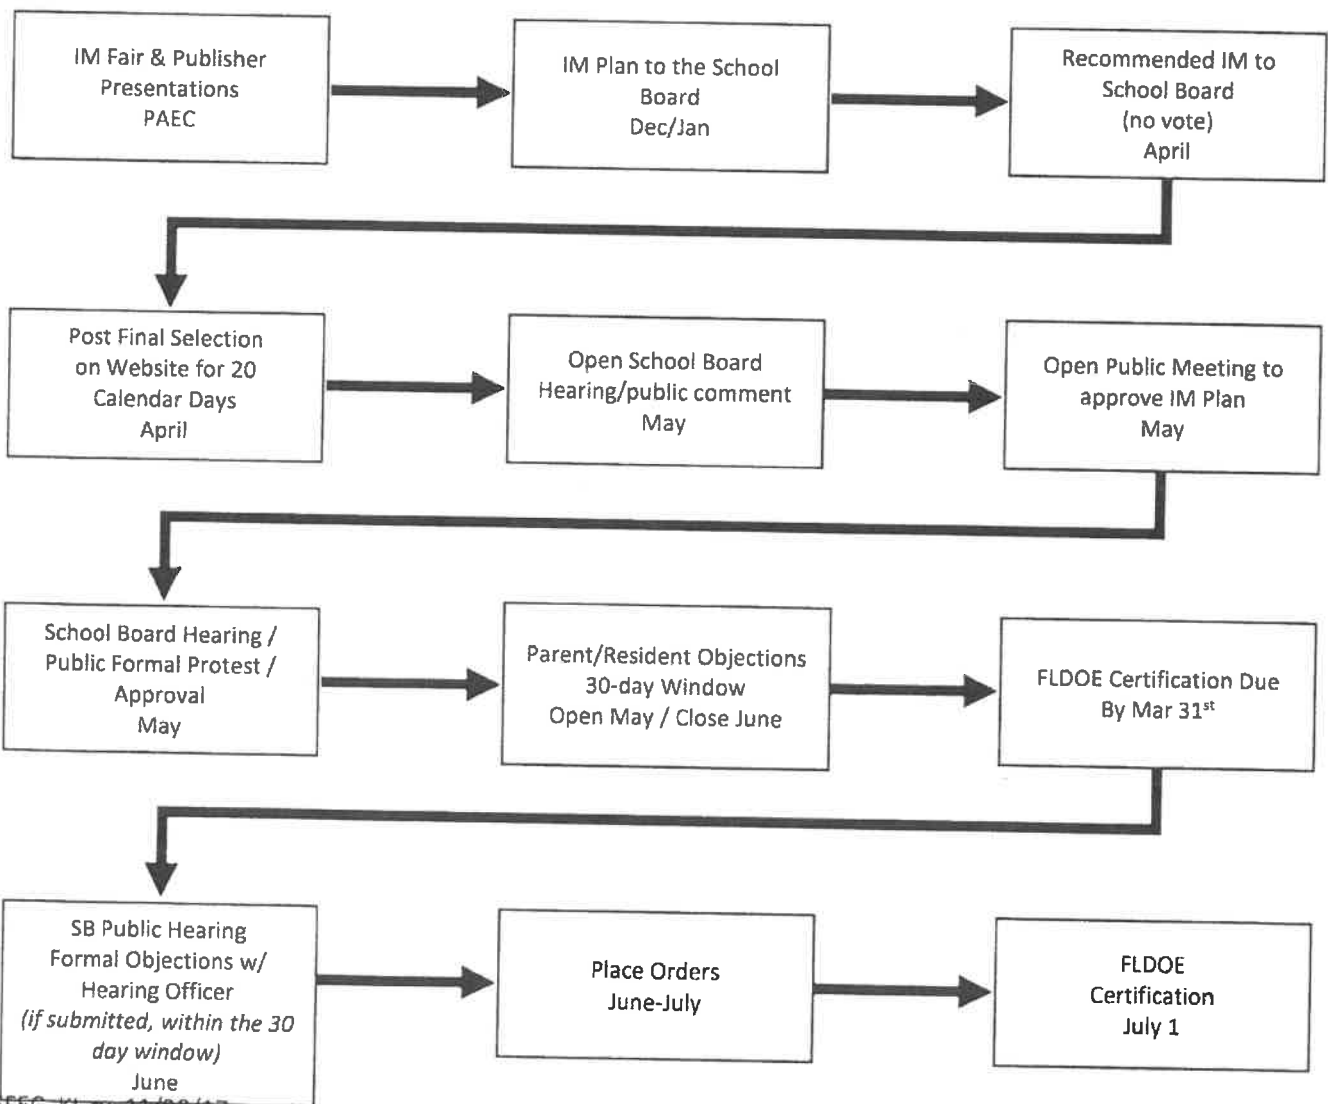 IM Fair & Publisher
Presentations
PAEC
IM Plan to the School
Board
Dec/Jan
Recommended IM to
School Board
(no vote)
April
Post Final Selection
on Website for 20
Calendar Days
April
Open School Board
Hearing/public comment
May
Open Public Meeting to
approve IM Plan
May
School Board Hearing /
Public Formal Protest /
Approval
May
Parent/Resident Objections
30-day Window
Open May / Close June
FLDOE Certification Due
By Mar 31st
SB Public Hearing
Formal Objections w/
Hearing Officer
(if submitted, within the 30
day window)
June
Place Orders
June-July
FLDOE
Certification
July 1